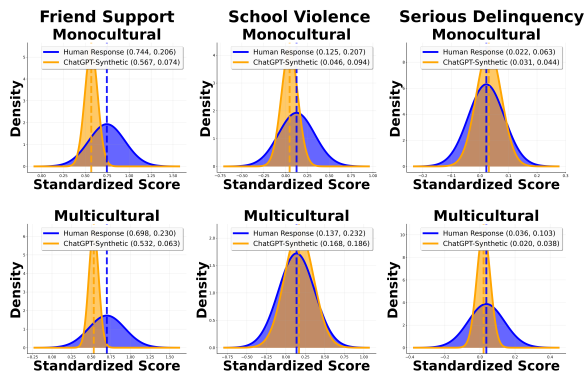 Friend Support
Monocultural
Human Response (0.744, 0.206)
ChatGPT-Synthetic (0.567, 0.074)
Density
Standardized Score
School Violence
Monocultural
Human Response (0.125, 0.207)
ChatGPT-Synthetic (0.046, 0.094)
Density
Standardized Score
Serious Delinquency
Monocultural
Human Response (0.022, 0.063)
ChatGPT-Synthetic (0.031, 0.044)
Density
Standardized Score
Multicultural
Human Response (0.698, 0.230)
ChatGPT-Synthetic (0.532, 0.063)
Density
Standardized Score
Multicultural
Human Response (0.137, 0.232)
ChatGPT-Synthetic (0.168, 0.186)
Density
Standardized Score
Multicultural
Human Response (0.036, 0.103)
ChatGPT-Synthetic (0.020, 0.038)
Density
Standardized Score